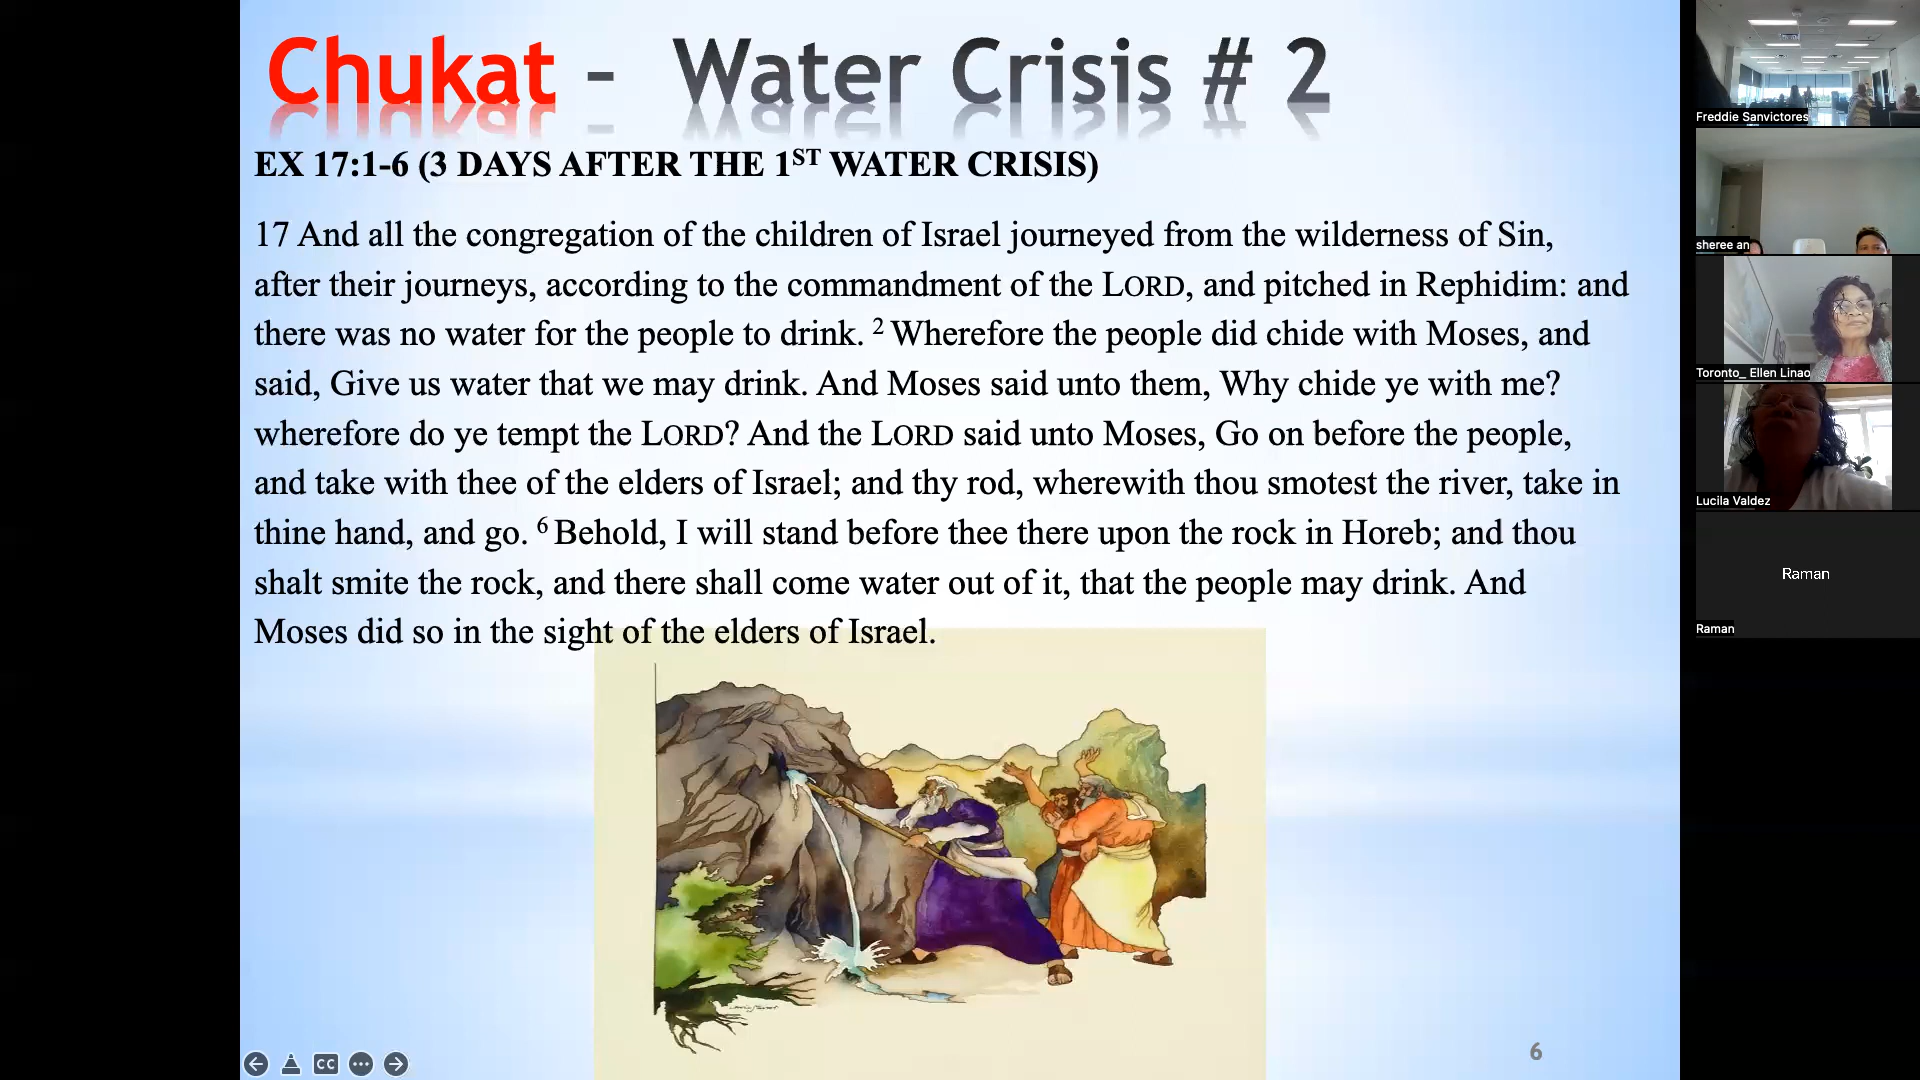 Chukat - Water Crisis # 2
EX 17:1-6 (3 DAYS AFTER THE 1ST WATER CRISIS)
17 And all the congregation of the children of Israel journeyed from the wilderness of Sin,
after their journeys, according to the commandment of the LORD, and pitched in Rephidim: and
there was no water for the people to drink. 2 Wherefore the people did chide with Moses, and
said, Give us water that we may drink. And Moses said unto them, Why chide ye with me?
wherefore do ye tempt the LORD? And the LORD said unto Moses, Go on before the people,
and take with thee of the elders of Israel; and thy rod, wherewith thou smotest the river, take in
thine hand, and go. 6 Behold, I will stand before thee there upon the rock in Horeb; and thou
shalt smite the rock, and there shall come water out of it, that the people may drink. And
Moses did so in the sight of the elders of Israel.
CC
6
Freddie Sanvictores
sheree an
Toronto_ Ellen Linao
Lucila Valdez
Raman
Raman